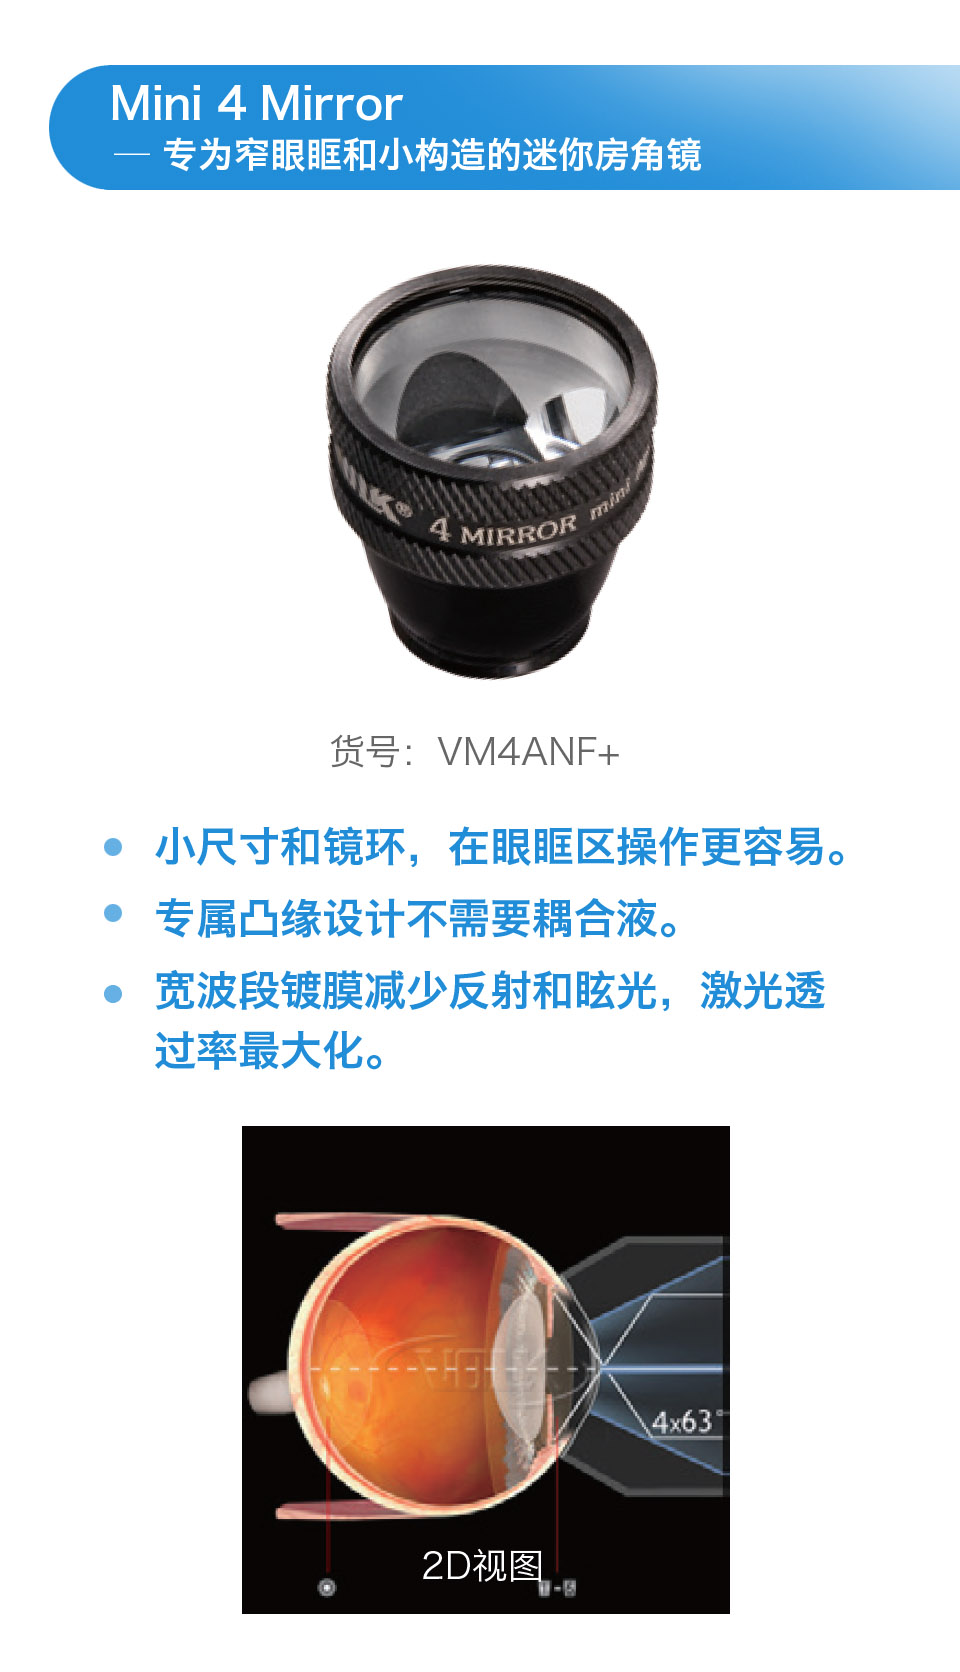 Mini 4 Mirror
— 专为窄眼眶和小构造的迷你房角镜
4 MIRROR mini
货号：VM4ANF+
小尺寸和镜环，在眼眶区操作更容易。
专属凸缘设计不需要耦合液。
宽波段镀膜减少反射和眩光，激光透
过率最大化。
4x63°
2D视图